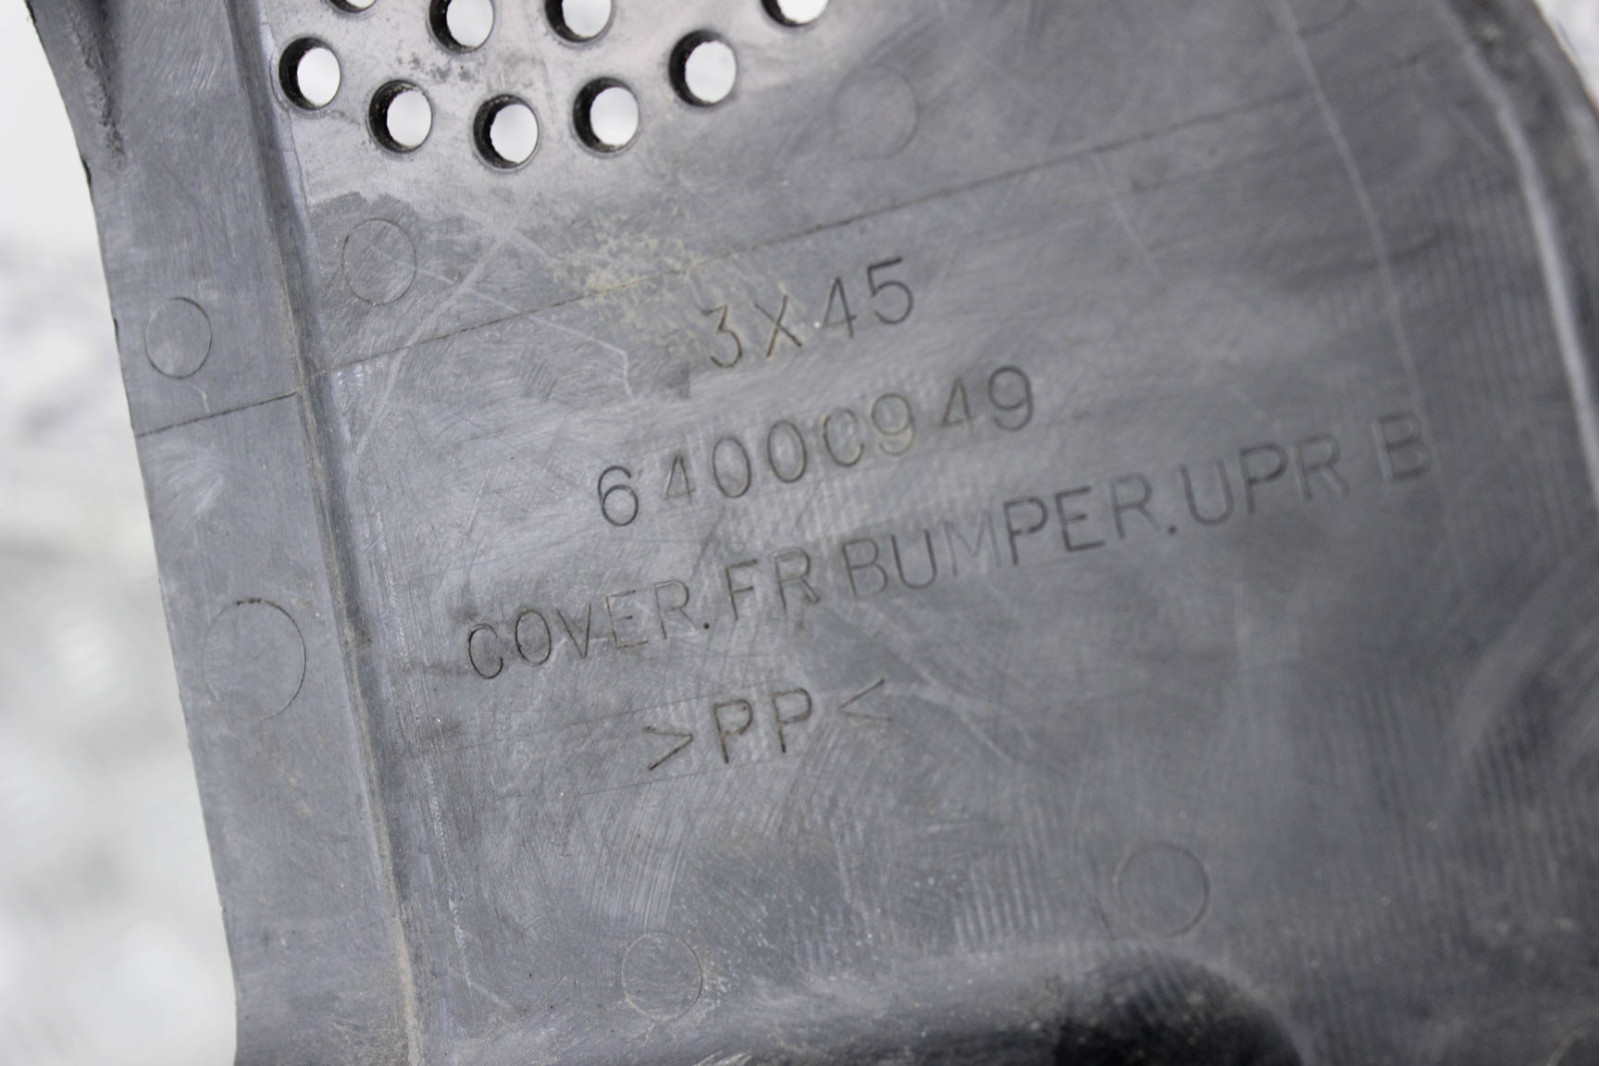 3X45
6400C949
COVER.FR BUMPER.UPR B
>PP<